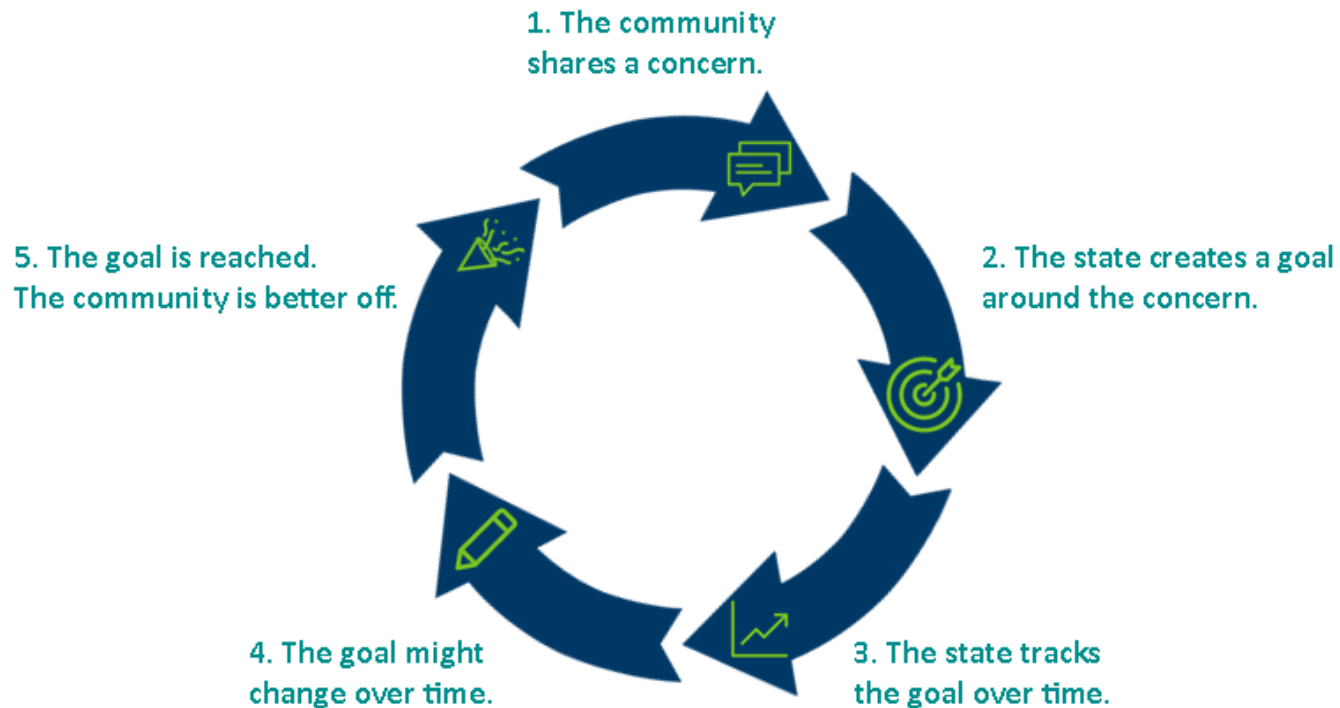 1. The community
shares a concern.
2. The state creates a goal
around the concern.
3. The state tracks
the goal over time.
4. The goal might
change over time.
5. The goal is reached.
The community is better off.